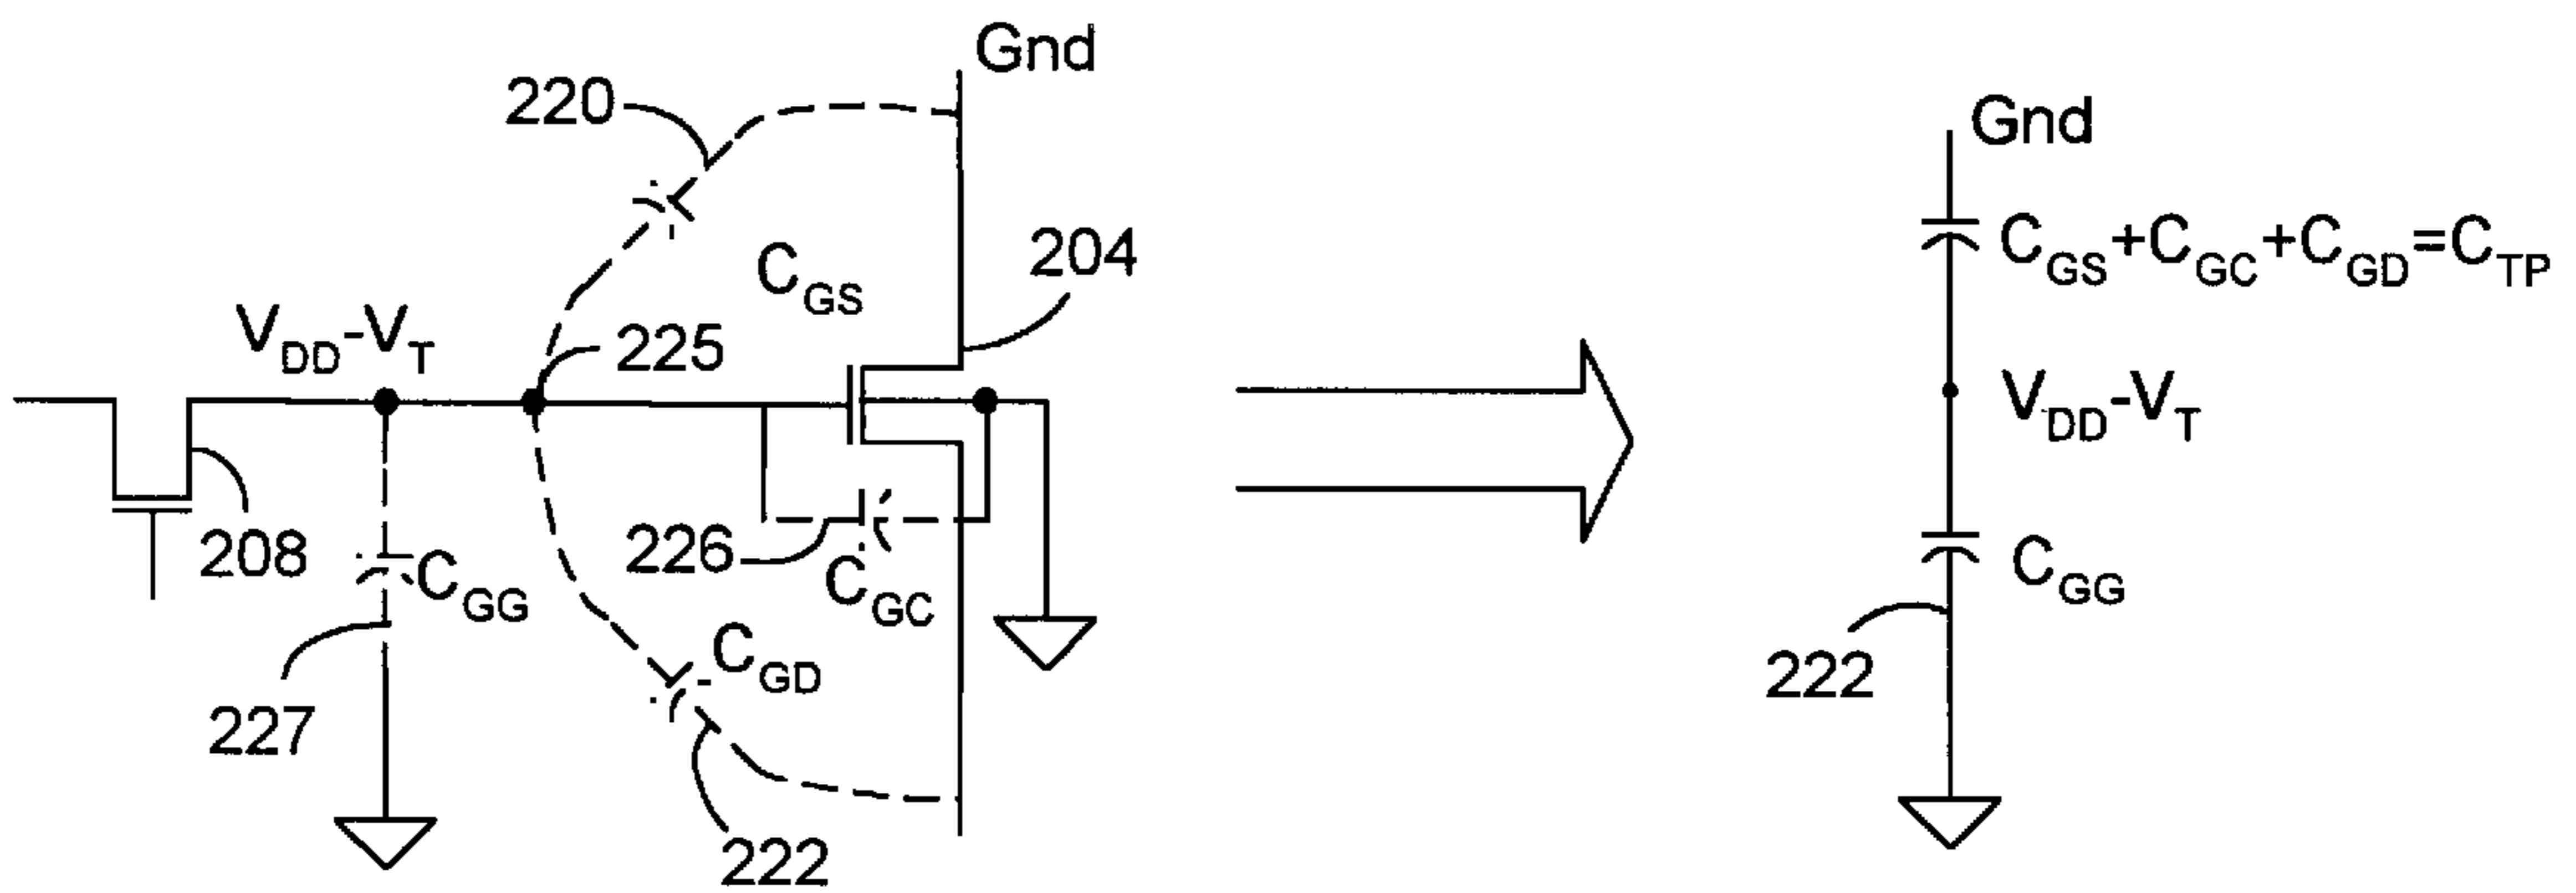 Gnd
220
Gnd
C_GS+C_GC+C_GD=C_TP
204
C_GS
V_DD-V_T
225
V_DD-V_T
208
226
C_GG
C_GC
C_GG
C_GD
222
227
222